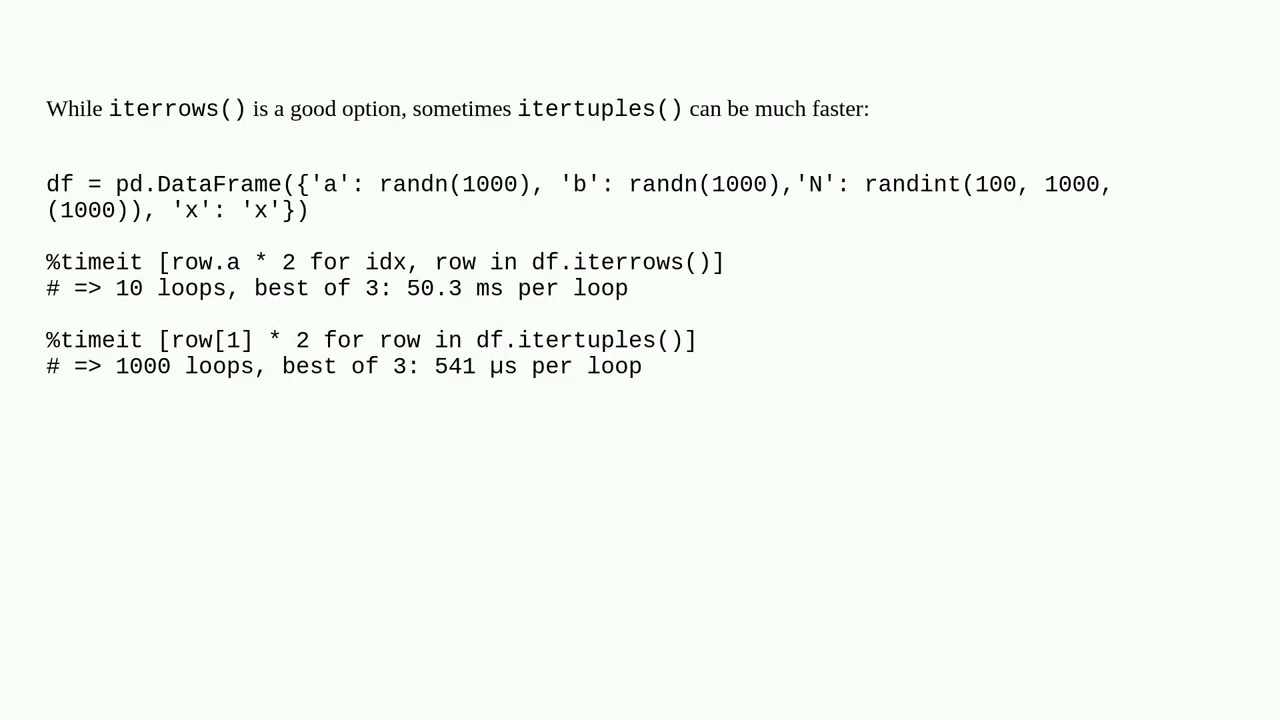 While iterrows() is a good option, sometimes itertuples() can be much faster:
df = pd.DataFrame({'a': randn(1000), 'b': randn(1000),'N': randint(100, 1000,
(1000)), 'x': 'x'})
%timeit [row.a * 2 for idx, row in df.iterrows()]
# => 10 loops, best of 3: 50.3 ms per loop
%timeit [row[1] * 2 for row in df.itertuples()]
# => 1000 loops, best of 3: 541 µs per loop